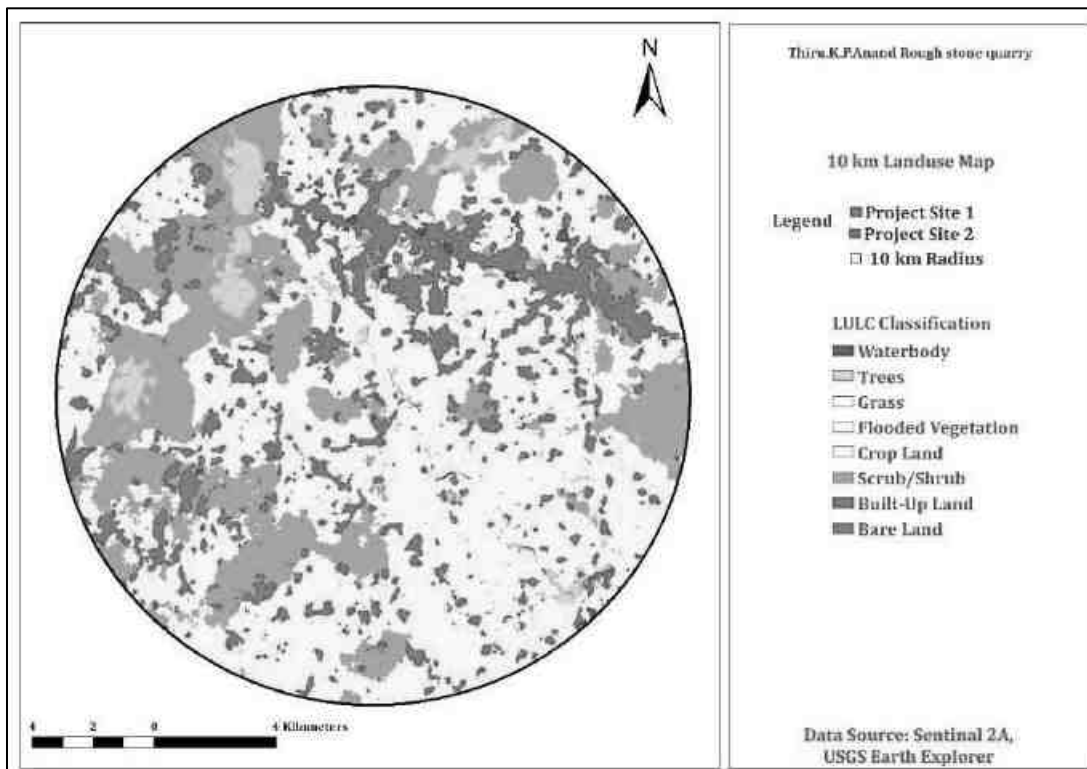 N
4 2 0 4 Kilometers
Thiru.K.P.Anand Rough stone quarry
10 km Landuse Map
Legend
Project Site 1
Project Site 2
10 km Radius
LULC Classification
Waterbody
Trees
Grass
Flooded Vegetation
Crop Land
Scrub/Shrub
Built-Up Land
Bare Land
Data Source: Sentinal 2A,
USGS Earth Explorer